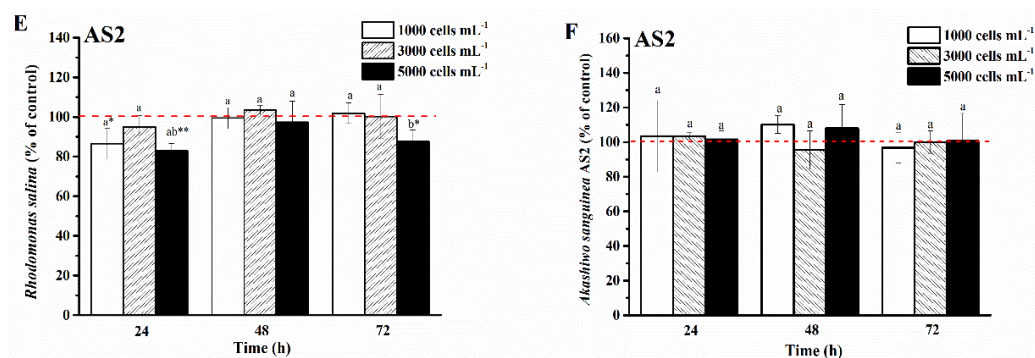 E
AS2
1000 cells mL-1
3000 cells mL-1
5000 cells mL-1
Rhodomonas salina (% of control)
140
120
100
80
60
40
20
0
a*
a
ab**
a
a
a
a
a
b*
24
48
72
Time (h)
F
AS2
1000 cells mL-1
3000 cells mL-1
5000 cells mL-1
Akashiwo sanguinea AS2 (% of control)
160
140
120
100
80
60
40
20
0
a
a
a
a
a
a
a
a
a
24
48
72
Time (h)